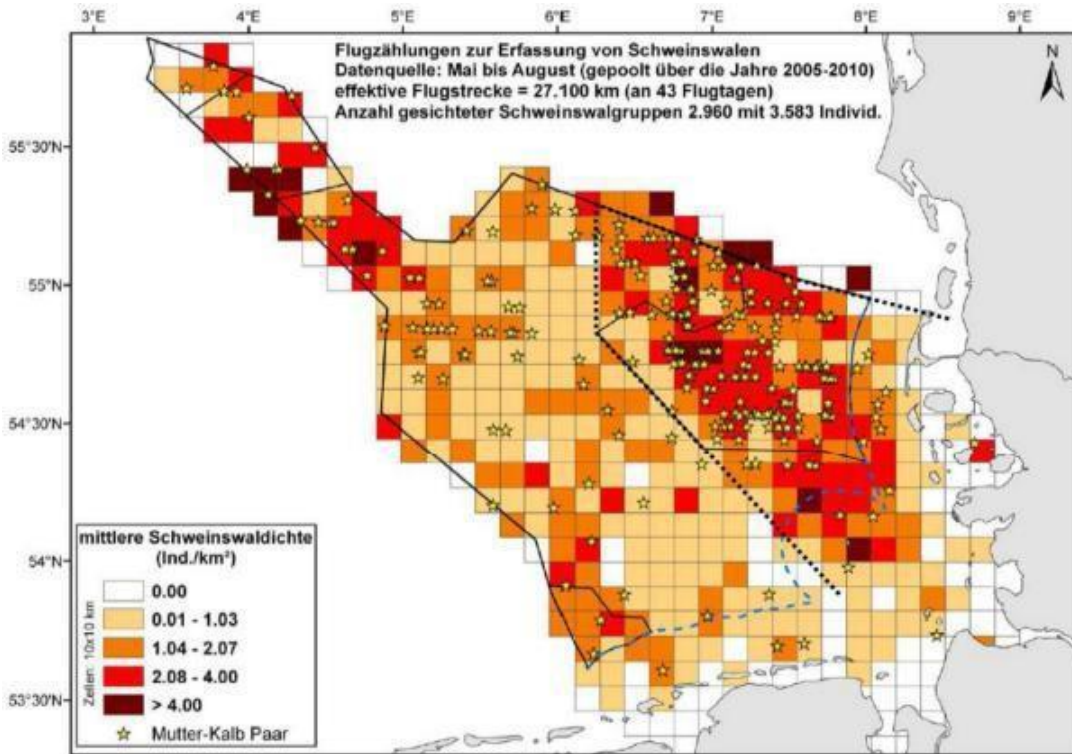 3°E 4°E 5°E 6°E 7°E 8°E 9°E
Flugzählungen zur Erfassung von Schweinswalen
Datenquelle: Mai bis August (gepoolt über die Jahre 2005-2010)
effektive Flugstrecke = 27.100 km (an 43 Flugtagen)
Anzahl gesichteter Schweinswalgruppen 2.960 mit 3.583 Individ.
N
55°30'N
55°N
54°30'N
54°N
53°30'N
mittlere Schweinswaldichte
(Ind./km²)
0.00
0.01 - 1.03
1.04 - 2.07
2.08 - 4.00
> 4.00
Mutter-Kalb Paar
Zellen: 10x10 km